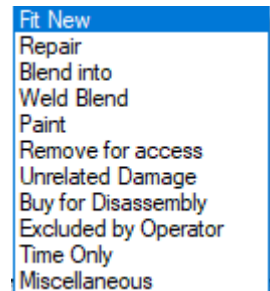 Fit New
Repair
Blend into
Weld Blend
Paint
Remove for access
Unrelated Damage
Buy for Disassembly
Excluded by Operator
Time Only
Miscellaneous